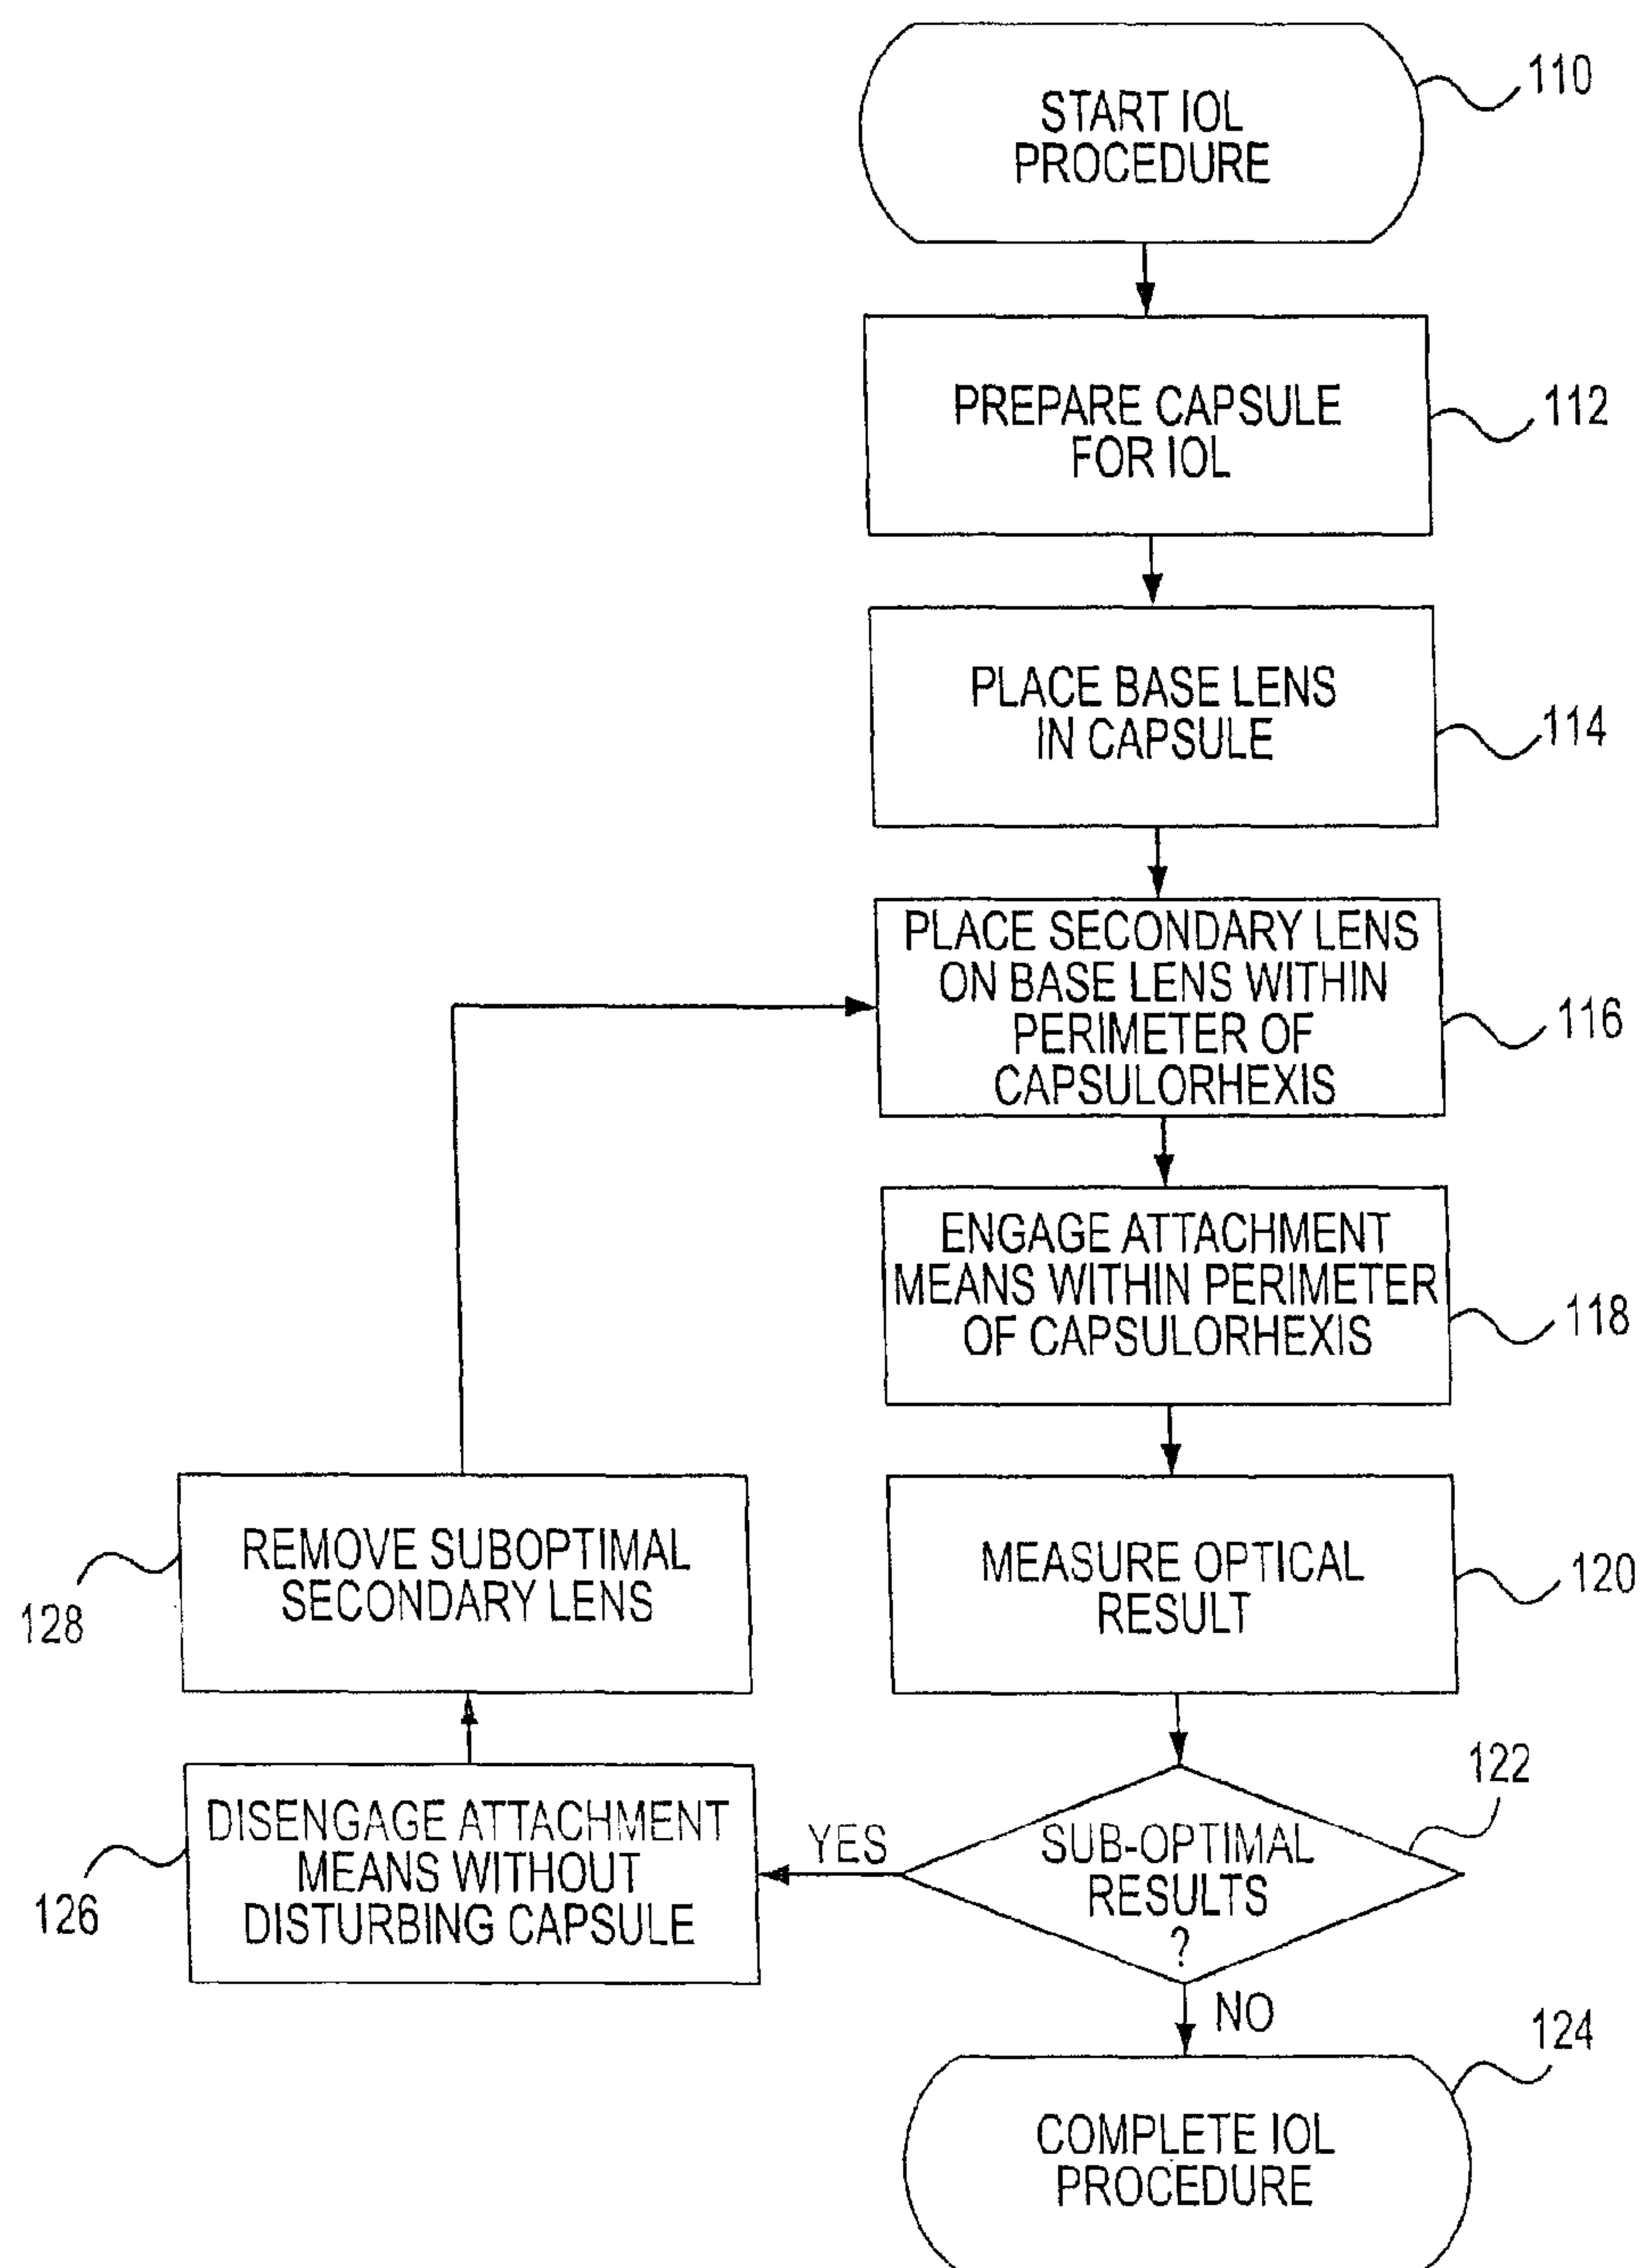 START IOL
PROCEDURE
110
PREPARE CAPSULE
FOR IOL
112
PLACE BASE LENS
IN CAPSULE
114
PLACE SECONDARY LENS
ON BASE LENS WITHIN
PERIMETER OF
CAPSULORHEXIS
116
ENGAGE ATTACHMENT
MEANS WITHIN PERIMETER
OF CAPSULORHEXIS
118
MEASURE OPTICAL
RESULT
120
SUB-OPTIMAL
RESULTS
?
122
YES
NO
DISENGAGE ATTACHMENT
MEANS WITHOUT
DISTURBING CAPSULE
126
REMOVE SUBOPTIMAL
SECONDARY LENS
128
COMPLETE IOL
PROCEDURE
124